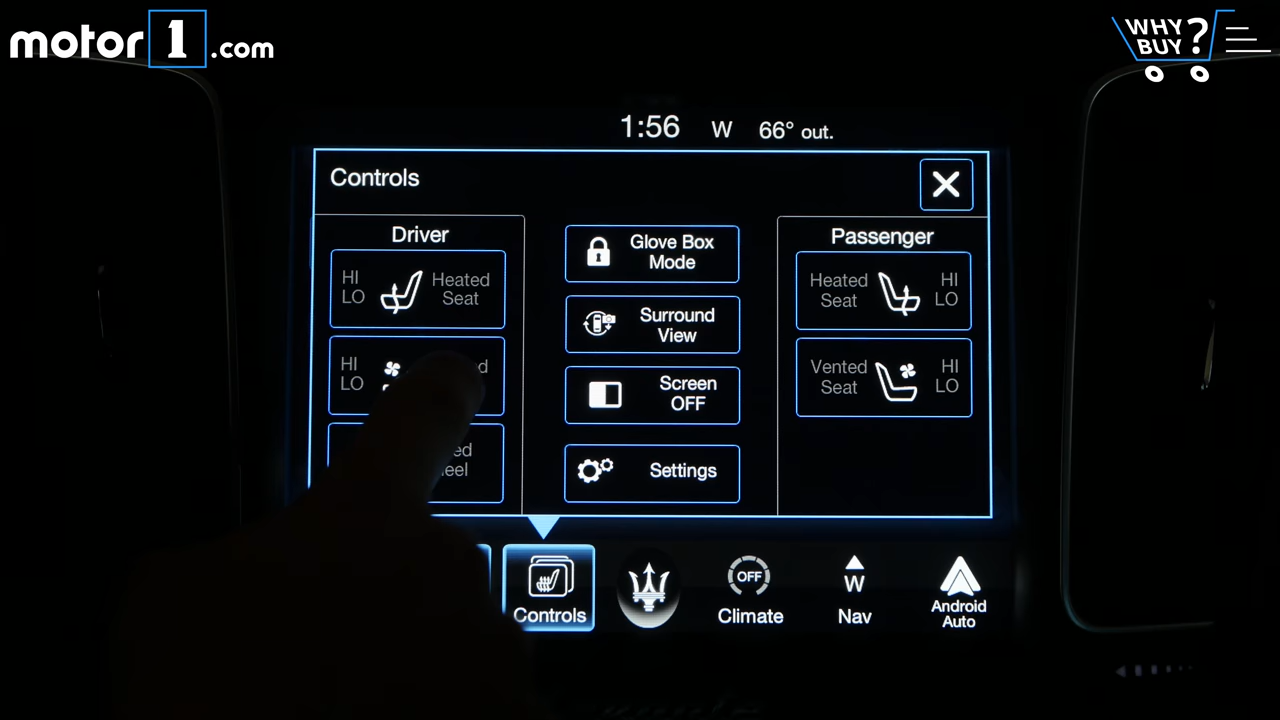 motor1.com
WHY
BUY?
1:56 W 66° out.
Controls
Driver
HI
LO
Heated
Seat
HI
LO
Glove Box
Mode
Surround
View
Screen
OFF
Settings
Passenger
Heated
Seat
HI
LO
Vented
Seat
HI
LO
Controls
OFF
Climate
W
Nav
Android
Auto